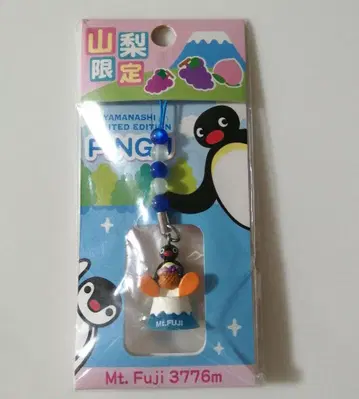 山梨
限定
YAMANASHI
LIMITED EDITION
PINGU
Mt.FUJI
Mt. Fuji 3776m